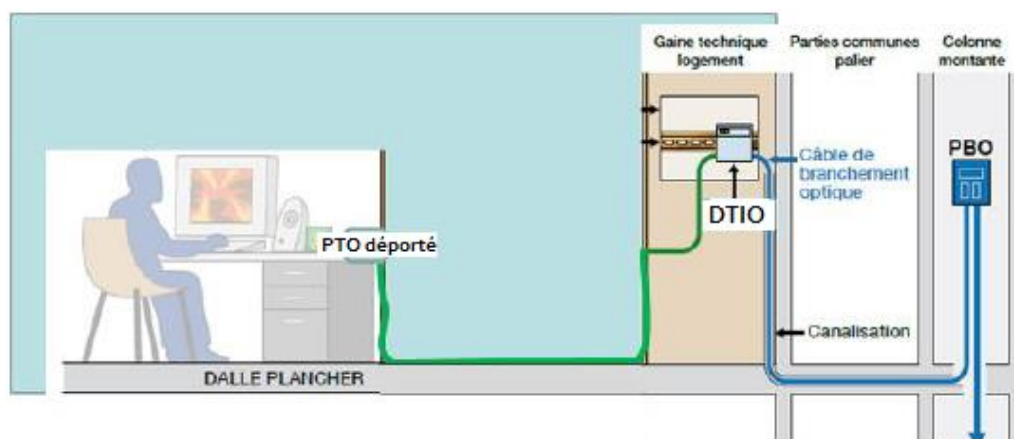 Gaine technique
logement
Parties communes
palier
Colonne
montante
PBO
Câble de
branchement
optique
DTIO
PTO déporté
Canalisation
DALLE PLANCHER